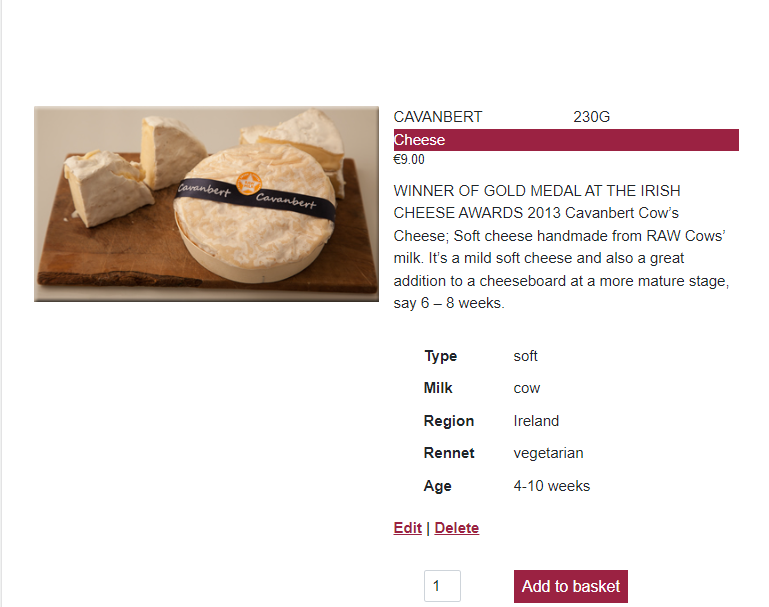 CAVANBERT 230G
Cheese
€9.00
Cavanbert Cavanbert
WINNER OF GOLD MEDAL AT THE IRISH
CHEESE AWARDS 2013 Cavanbert Cow’s
Cheese; Soft cheese handmade from RAW Cows’
milk. It’s a mild soft cheese and also a great
addition to a cheeseboard at a more mature stage,
say 6 – 8 weeks.
Type soft
Milk cow
Region Ireland
Rennet vegetarian
Age 4-10 weeks
Edit | Delete
1 Add to basket